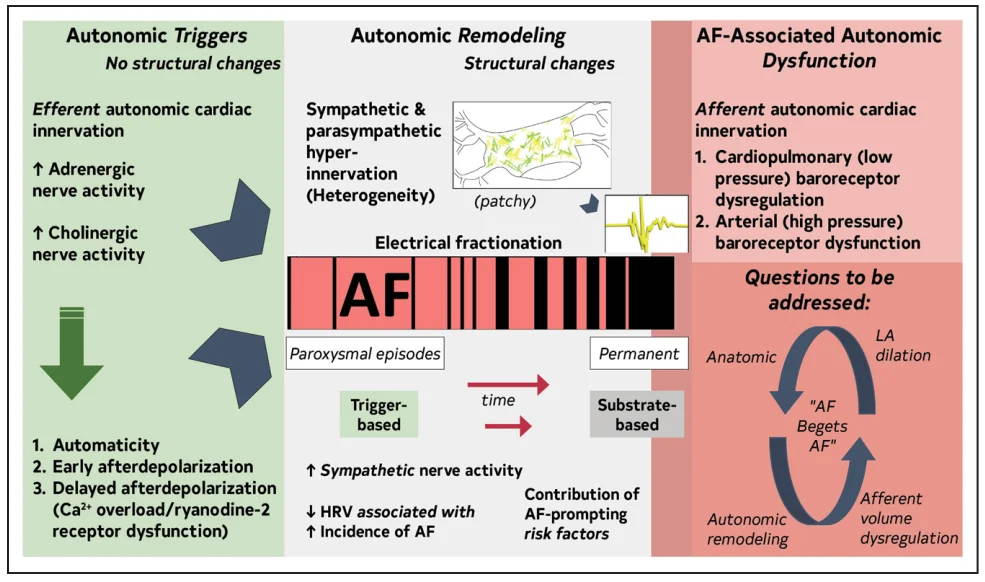 Autonomic Triggers
No structural changes
Efferent autonomic cardiac
innervation
↑ Adrenergic
nerve activity
↑ Cholinergic
nerve activity
1. Automaticity
2. Early afterdepolarization
3. Delayed afterdepolarization
(Ca²⁺ overload/ryanodine-2
receptor dysfunction)
Autonomic Remodeling
Structural changes
Sympathetic &
parasympathetic
hyper-
innervation
(Heterogeneity)
(patchy)
Electrical fractionation
AF
Paroxysmal episodes
Permanent
time
Trigger-
based
Substrate-
based
↑ Sympathetic nerve activity
↓ HRV associated with
↑ Incidence of AF
Contribution of
AF-prompting
risk factors
AF-Associated Autonomic
Dysfunction
Afferent autonomic cardiac
innervation
1. Cardiopulmonary (low
pressure) baroreceptor
dysregulation
2. Arterial (high pressure)
baroreceptor dysfunction
Questions to be
addressed:
Anatomic
LA
dilation
"AF
Begets
AF"
Autonomic
remodeling
Afferent
volume
dysregulation